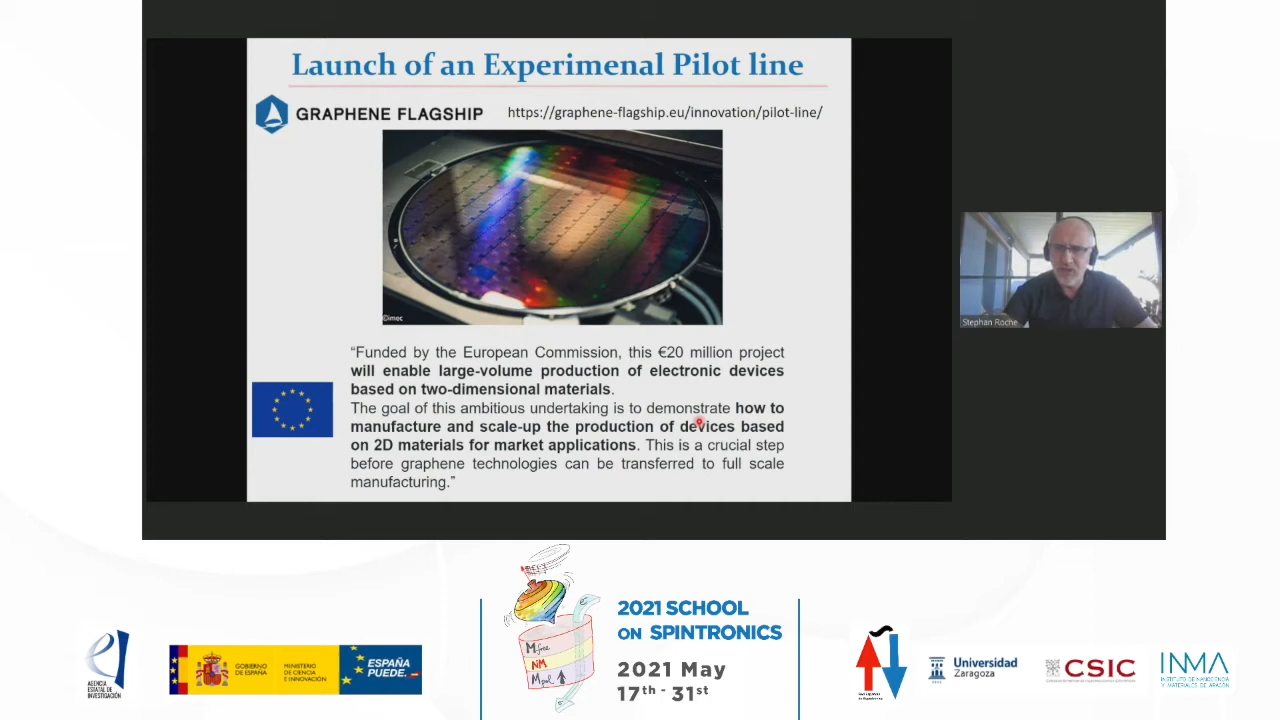 Launch of an Experimenal Pilot line
GRAPHENE FLAGSHIP
https://graphene-flagship.eu/innovation/pilot-line/
©imec
“Funded by the European Commission, this €20 million project
will enable large-volume production of electronic devices
based on two-dimensional materials.
The goal of this ambitious undertaking is to demonstrate how to
manufacture and scale-up the production of devices based
on 2D materials for market applications. This is a crucial step
before graphene technologies can be transferred to full scale
manufacturing.”
Stephan Roche
AGENCIA
ESTATAL DE
INVESTIGACIÓN
GOBIERNO
DE ESPAÑA
MINISTERIO
DE CIENCIA
E INNOVACIÓN
ESPAÑA
PUEDE.
Mfree
NM
Mpol
2021 SCHOOL
ON SPINTRONICS
2021 May
17th - 31st
Universidad
Zaragoza
CSIC
INMA
INSTITUTO DE NANOCIENCIA
Y MATERIALES DE ARAGÓN